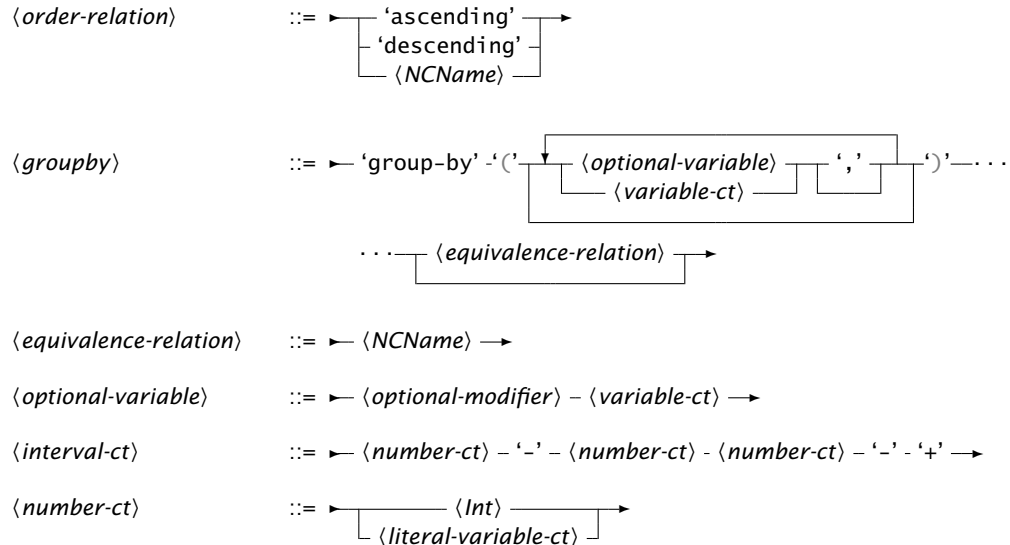 ⟨order-relation⟩ ::= ‘ascending’
‘descending’
⟨NCName⟩
⟨groupby⟩ ::= ‘group-by’ ‘(’ ⟨optional-variable⟩ ‘,’ ‘)’ ···
⟨variable-ct⟩
··· ⟨equivalence-relation⟩
⟨equivalence-relation⟩ ::= ⟨NCName⟩
⟨optional-variable⟩ ::= ⟨optional-modifier⟩ ⟨variable-ct⟩
⟨interval-ct⟩ ::= ⟨number-ct⟩ ‘-’ ⟨number-ct⟩ ⟨number-ct⟩ ‘-’ ‘+’
⟨number-ct⟩ ::= ⟨Int⟩
⟨literal-variable-ct⟩